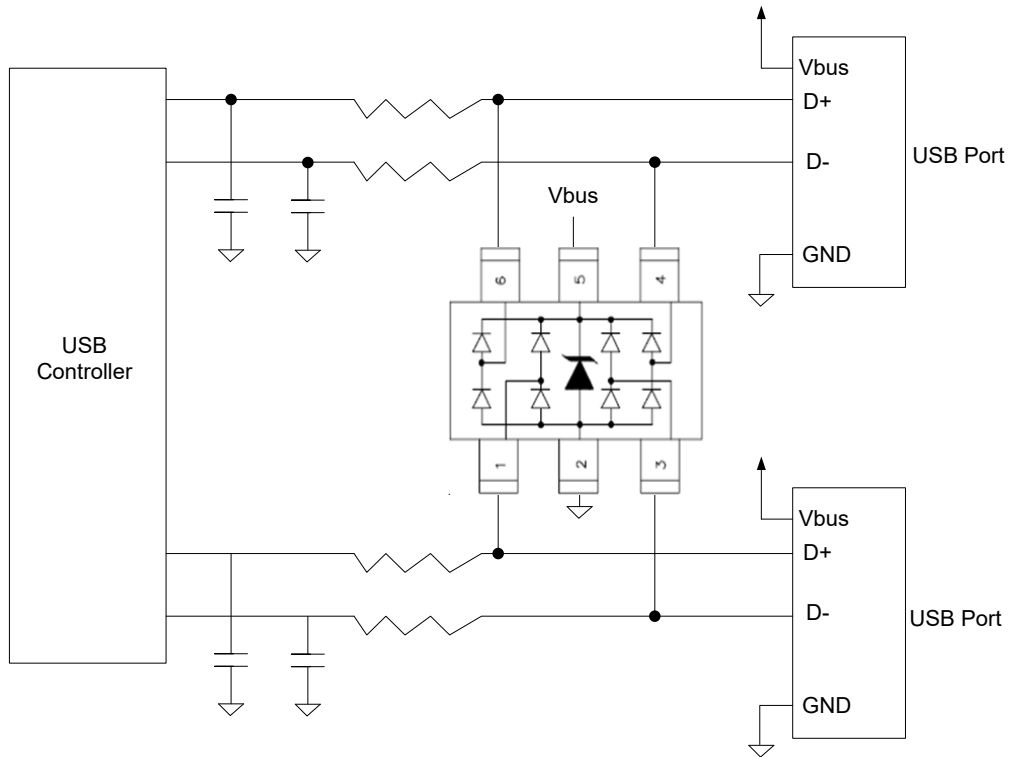 Vbus
D+
D-
USB Port
GND
Vbus
6
5
4
USB
Controller
1
2
3
Vbus
D+
D-
USB Port
GND